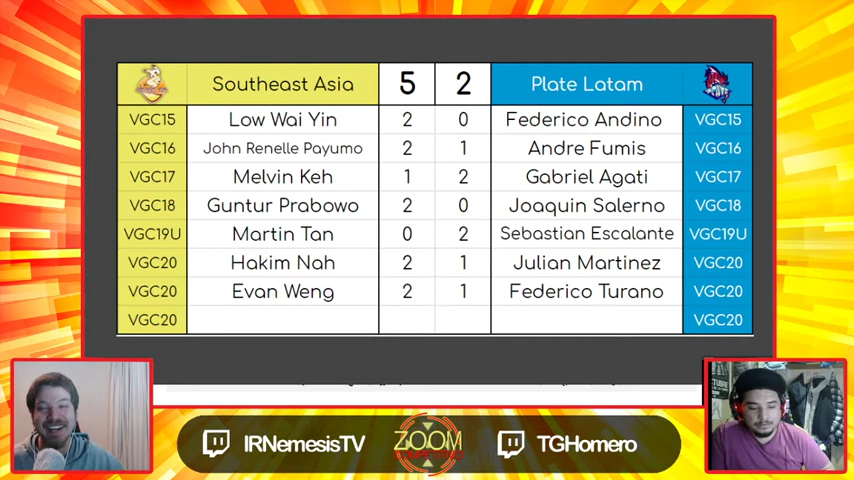 Southeast Asia 5 2 Plate Latam
VGC15 Low Wai Yin 2 0 Federico Andino VGC15
VGC16 John Renelle Payumo 2 1 Andre Fumis VGC16
VGC17 Melvin Keh 1 2 Gabriel Agati VGC17
VGC18 Guntur Prabowo 2 0 Joaquin Salerno VGC18
VGC19U Martin Tan 0 2 Sebastian Escalante VGC19U
VGC20 Hakim Nah 2 1 Julian Martinez VGC20
VGC20 Evan Weng 2 1 Federico Turano VGC20
VGC20 VGC20
IRNemesisTV ZOOM TGHomero